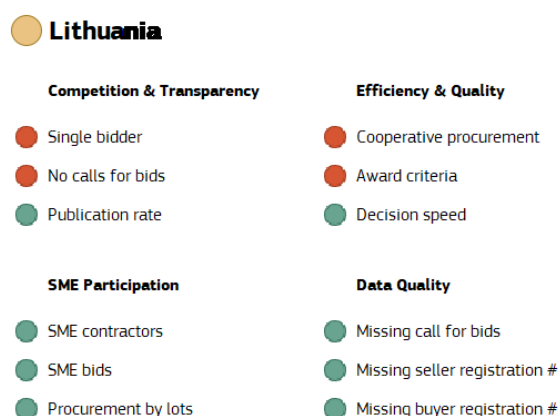 Lithuania
Competition & Transparency
Single bidder
No calls for bids
Publication rate
Efficiency & Quality
Cooperative procurement
Award criteria
Decision speed
SME Participation
SME contractors
SME bids
Procurement by lots
Data Quality
Missing call for bids
Missing seller registration #
Missing buyer registration #